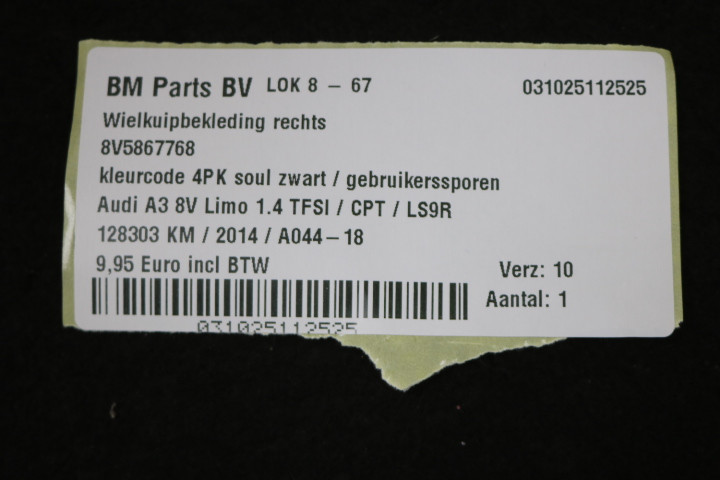 BM Parts BV LOK 8 - 67 031025112525
Wielkuipbekleding rechts
8V5867768
kleurcode 4PK soul zwart / gebruikerssporen
Audi A3 8V Limo 1.4 TFSI / CPT / LS9R
128303 KM / 2014 / A044-18
9,95 Euro incl BTW Verz: 10
Aantal: 1
031025112525